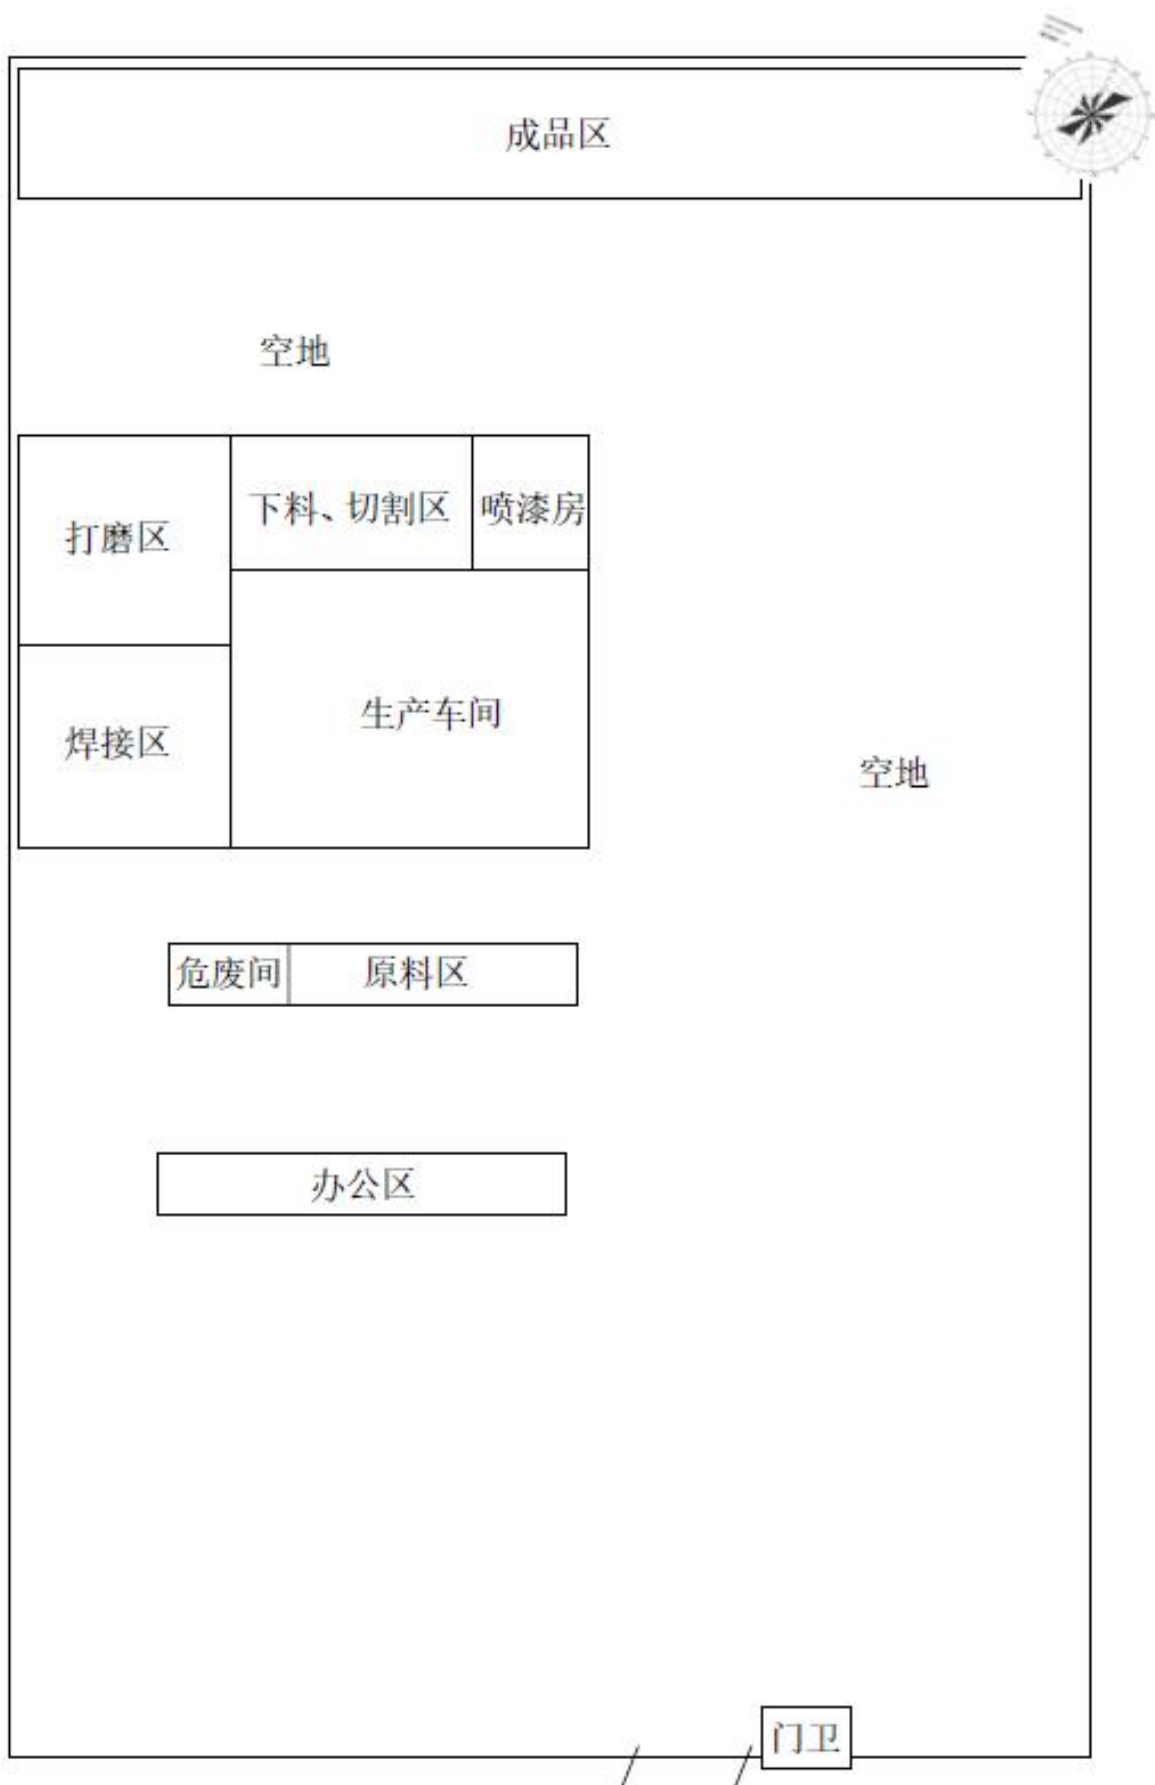 成品区
空地
下料、切割区
喷漆房
打磨区
生产车间
焊接区
空地
危废间
原料区
办公区
门卫